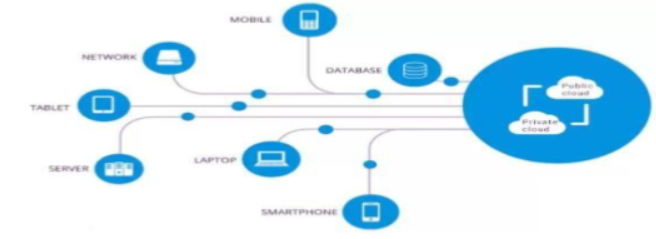 MOBILE
NETWORK
DATABASE
Public
cloud
TABLET
Private
cloud
LAPTOP
SERVER
SMARTPHONE